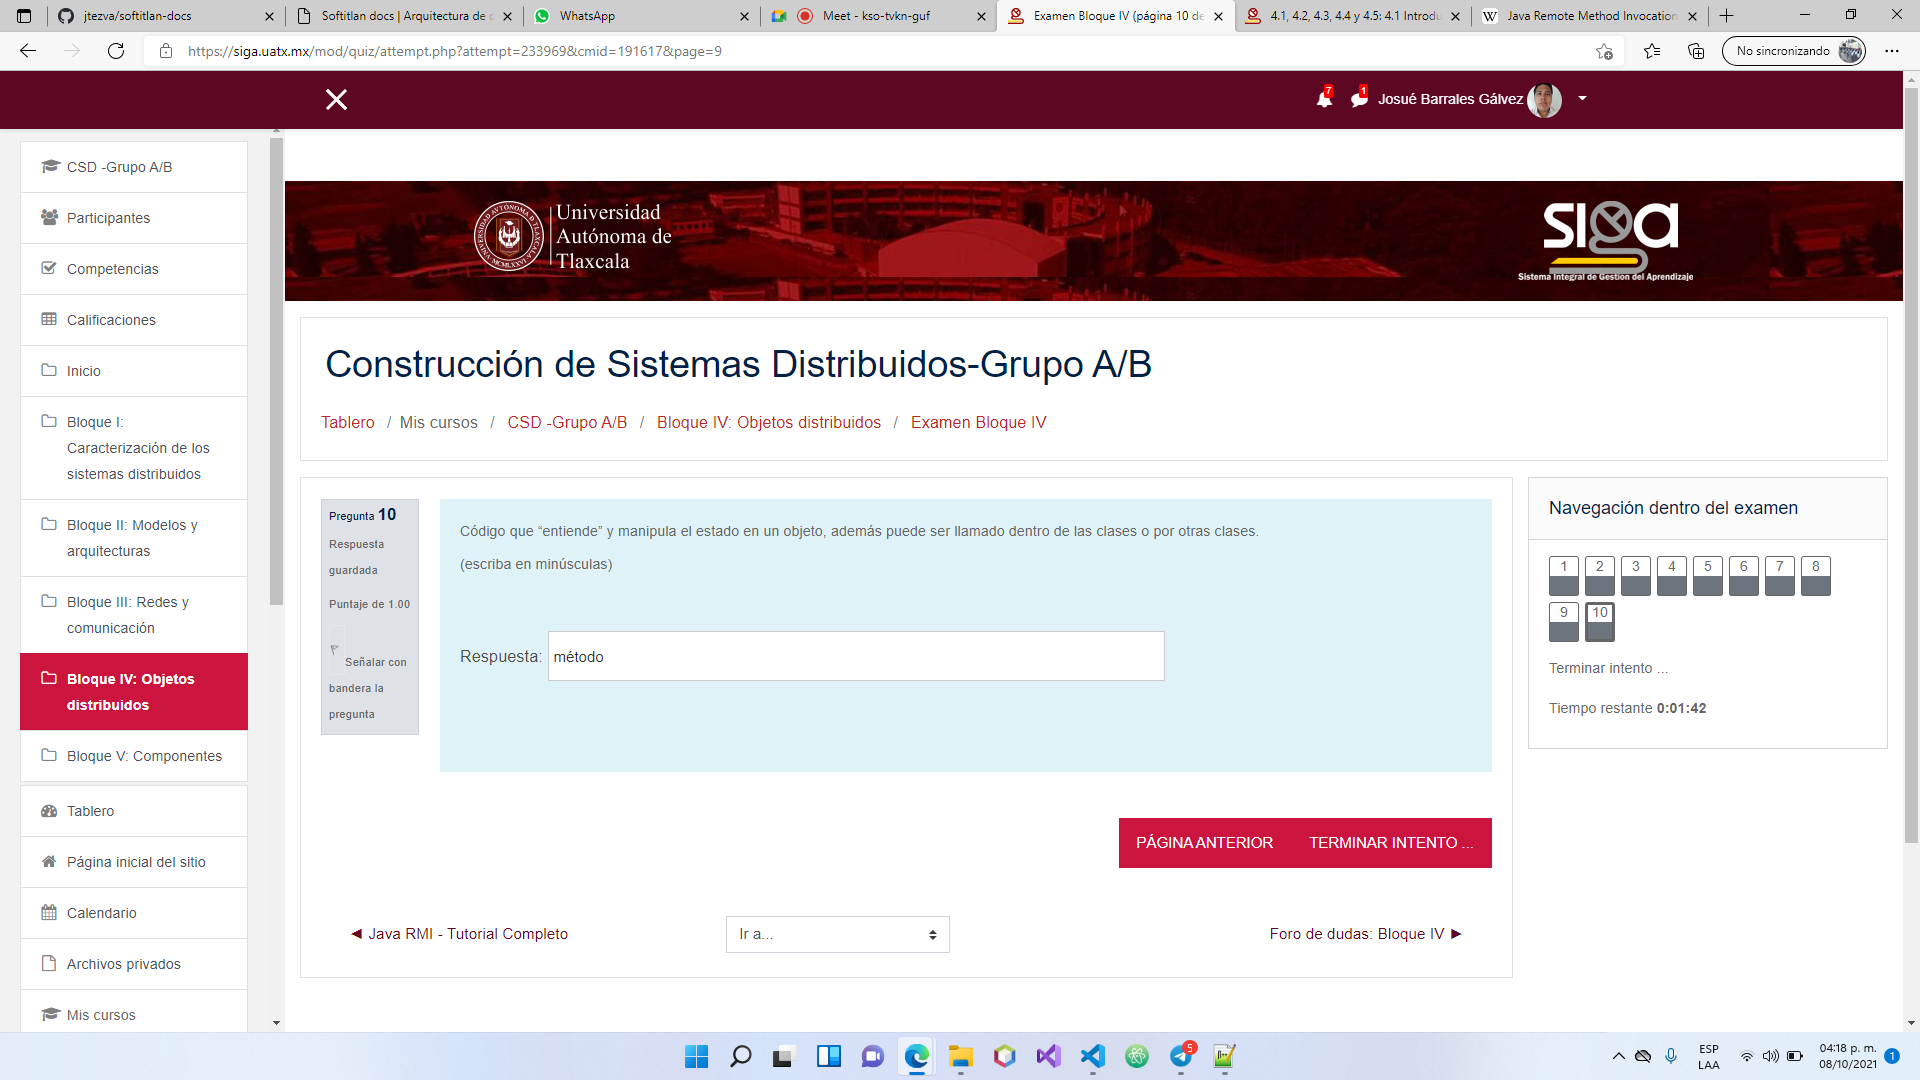 jtezva/softitlan-docs
Softitlan docs | Arquitectura de c
WhatsApp
Meet - kso-tvkn-guf
Examen Bloque IV (página 10 de
4.1, 4.2, 4.3, 4.4 y 4.5: 4.1 Introdu
Java Remote Method Invocation
https://siga.uatx.mx/mod/quiz/attempt.php?attempt=233969&cmid=191617&page=9
No sincronizando
7
1
Josué Barrales Gálvez
CSD -Grupo A/B
Participantes
Competencias
Calificaciones
Inicio
Bloque I:
Caracterización de los
sistemas distribuidos
Bloque II: Modelos y
arquitecturas
Bloque III: Redes y
comunicación
Bloque IV: Objetos
distribuidos
Bloque V: Componentes
Tablero
Página inicial del sitio
Calendario
Archivos privados
Mis cursos
Universidad
Autónoma de
Tlaxcala
siga
Sistema Integral de Gestion del Aprendizaje
Construcción de Sistemas Distribuidos-Grupo A/B
Tablero / Mis cursos / CSD -Grupo A/B / Bloque IV: Objetos distribuidos / Examen Bloque IV
Pregunta 10
Respuesta
guardada
Puntaje de 1.00
Señalar con
bandera la
pregunta
Código que “entiende” y manipula el estado en un objeto, además puede ser llamado dentro de las clases o por otras clases.
(escriba en minúsculas)
Respuesta: método
PÁGINA ANTERIOR
TERMINAR INTENTO ...
◄ Java RMI - Tutorial Completo
Ir a...
Foro de dudas: Bloque IV ►
Navegación dentro del examen
1 2 3 4 5 6 7 8
9 10
Terminar intento ...
Tiempo restante 0:01:42
5
ESP
LAA
04:18 p. m.
08/10/2021
1